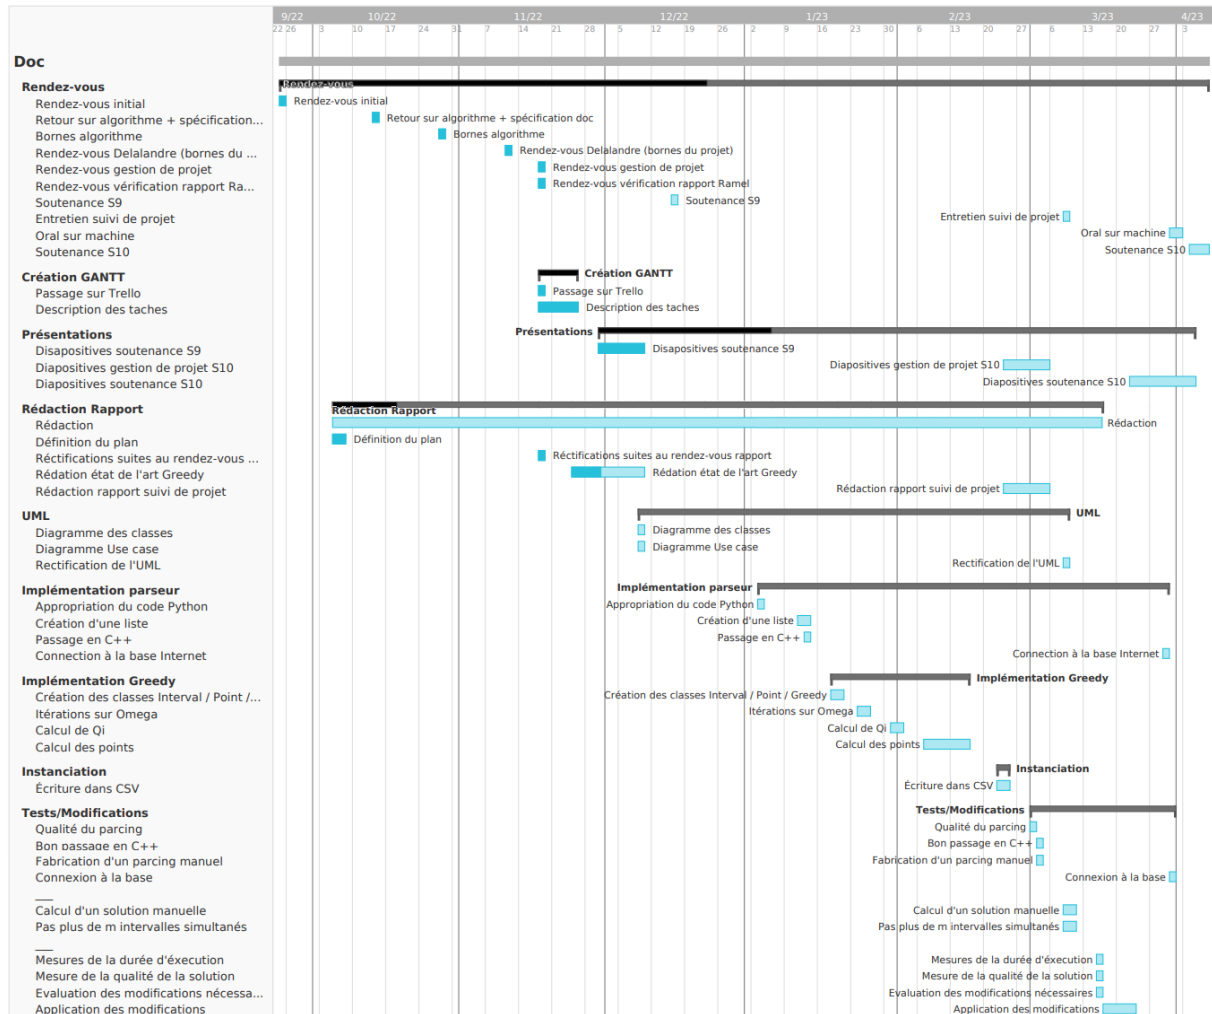 9/22 10/22 11/22 12/22 1/23 2/23 3/23 4/23
22 26 3 10 17 24 31 7 14 21 28 5 12 19 26 2 9 16 23 30 6 13 20 27 6 13 20 27 3
Doc
Rendez-vous Rendez-vous
Rendez-vous initial Rendez-vous initial
Retour sur algorithme + spécification... Retour sur algorithme + spécification doc
Bornes algorithme Bornes algorithme
Rendez-vous Delalandre (bornes du ... Rendez-vous Delalandre (bornes du projet)
Rendez-vous gestion de projet Rendez-vous gestion de projet
Rendez-vous vérification rapport Ra... Rendez-vous vérification rapport Ramel
Soutenance S9 Soutenance S9
Entretien suivi de projet Entretien suivi de projet
Oral sur machine Oral sur machine
Soutenance S10 Soutenance S10
Création GANTT Création GANTT
Passage sur Trello Passage sur Trello
Description des taches Description des taches
Présentations Présentations
Disapositives soutenance S9 Disapositives soutenance S9
Diapositives gestion de projet S10 Diapositives gestion de projet S10
Diapositives soutenance S10 Diapositives soutenance S10
Rédaction Rapport Rédaction Rapport
Rédaction Rédaction
Définition du plan Définition du plan
Réctifications suites au rendez-vous ... Réctifications suites au rendez-vous rapport
Rédation état de l'art Greedy Rédation état de l'art Greedy
Rédaction rapport suivi de projet Rédaction rapport suivi de projet
UML UML
Diagramme des classes Diagramme des classes
Diagramme Use case Diagramme Use case
Rectification de l'UML Rectification de l'UML
Implémentation parseur Implémentation parseur
Appropriation du code Python Appropriation du code Python
Création d'une liste Création d'une liste
Passage en C++ Passage en C++
Connection à la base Internet Connection à la base Internet
Implémentation Greedy Implémentation Greedy
Création des classes Interval / Point /... Création des classes Interval / Point / Greedy
Itérations sur Omega Itérations sur Omega
Calcul de Qi Calcul de Qi
Calcul des points Calcul des points
Instanciation Instanciation
Écriture dans CSV Écriture dans CSV
Tests/Modifications Tests/Modifications
Qualité du parcing Qualité du parcing
Bon passage en C++ Bon passage en C++
Fabrication d'un parcing manuel Fabrication d'un parcing manuel
Connexion à la base Connexion à la base
___
Calcul d'un solution manuelle Calcul d'un solution manuelle
Pas plus de m intervalles simultanés Pas plus de m intervalles simultanés
___
Mesures de la durée d'éxecution Mesures de la durée d'éxecution
Mesure de la qualité de la solution Mesure de la qualité de la solution
Evaluation des modifications nécessa... Evaluation des modifications nécessaires
Application des modifications Application des modifications